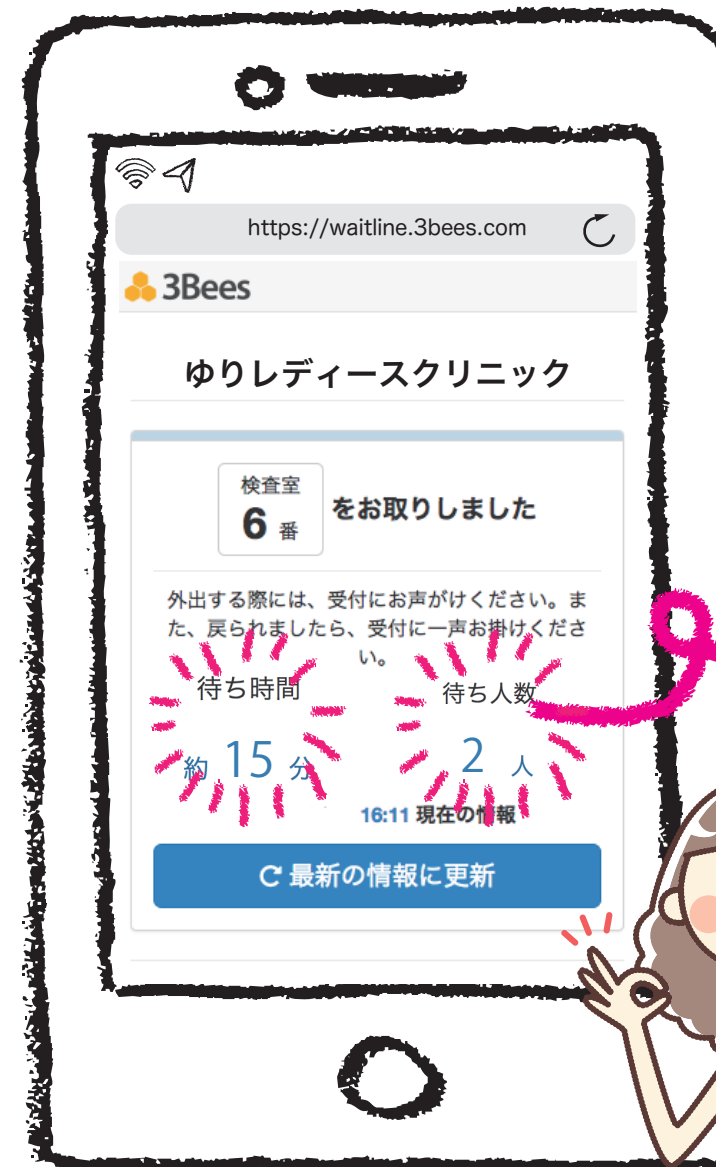 https://waitline.3bees.com
3Bees
ゆりレディースクリニック
検査室
6 番
をお取りしました
外出する際には、受付にお声がけください。ま
た、戻られましたら、受付に一声お掛けくださ
い。
待ち時間
約 15 分
待ち人数
2 人
16:11 現在の情報
最新の情報に更新